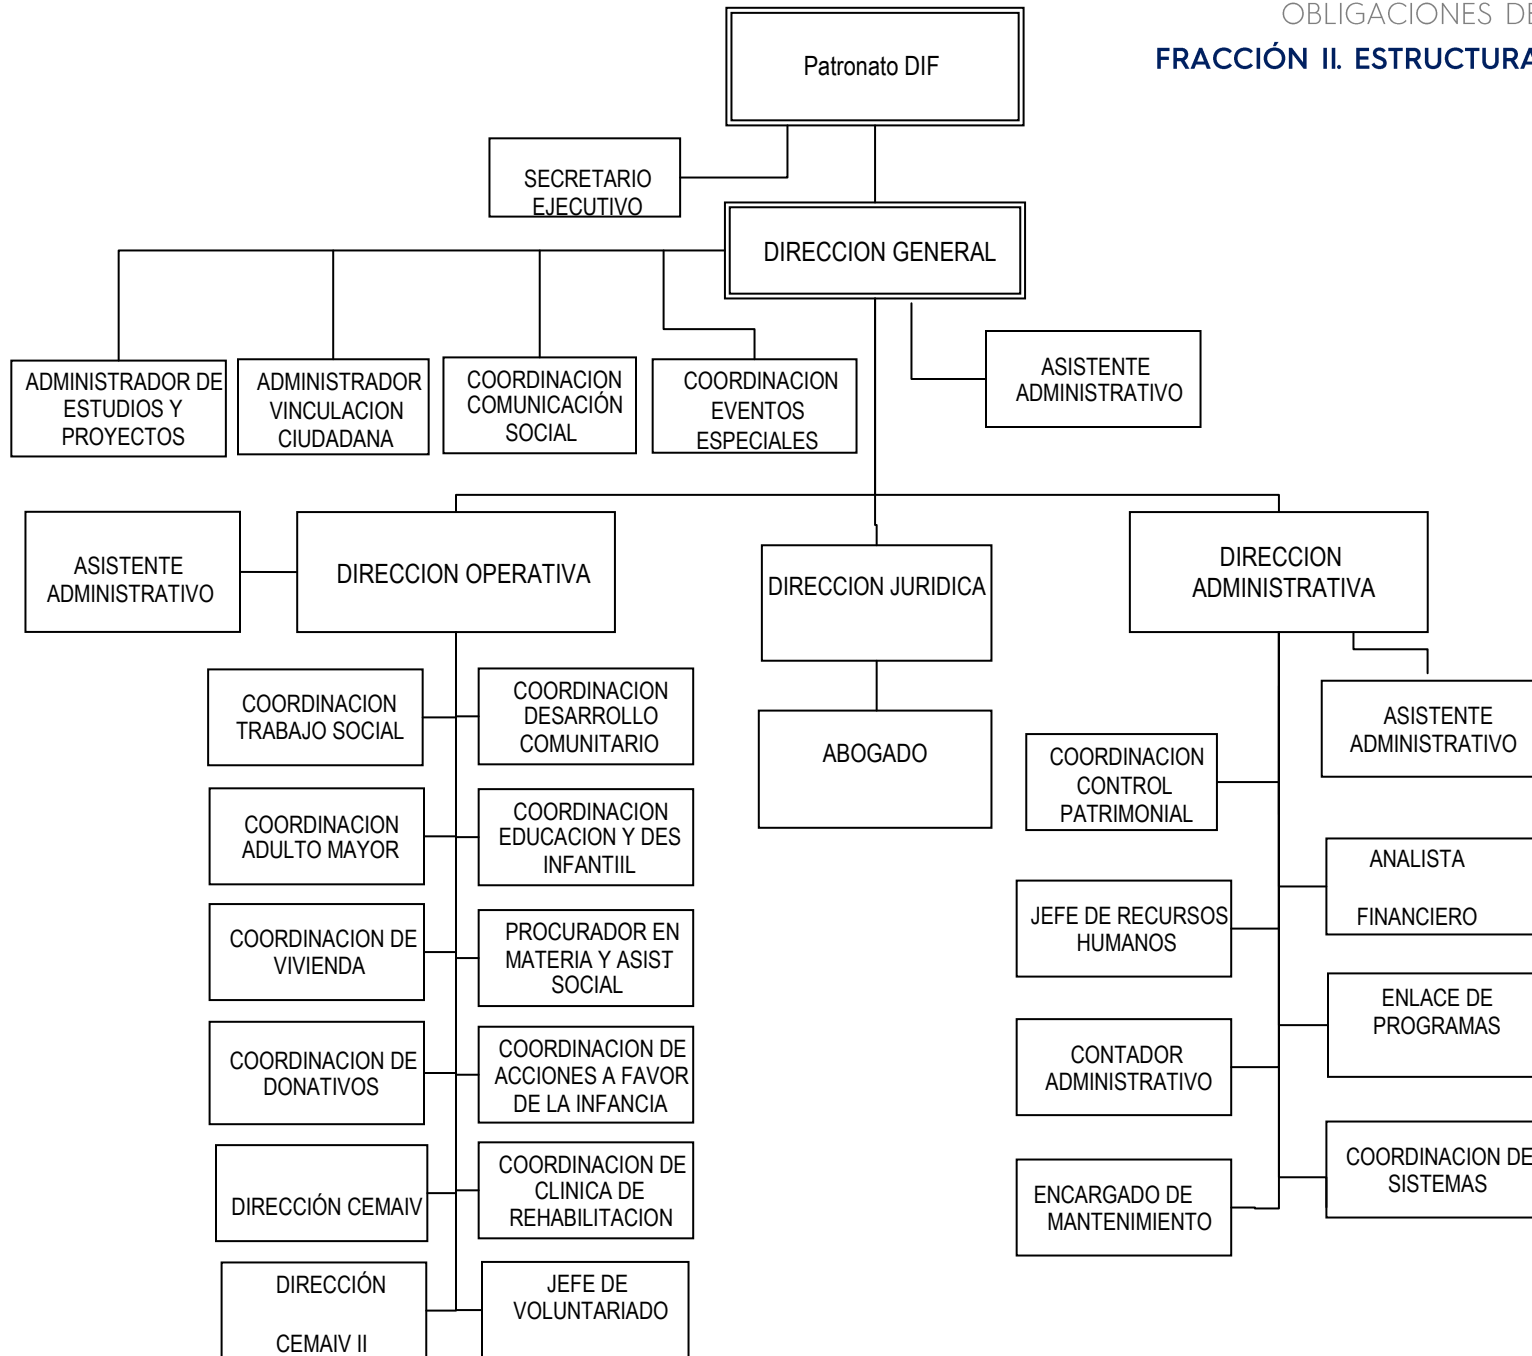 OBLIGACIONES DE
FRACCIÓN II. ESTRUCTURA
Patronato DIF
SECRETARIO
EJECUTIVO
DIRECCION GENERAL
ASISTENTE
ADMINISTRATIVO
ADMINISTRADOR DE
ESTUDIOS Y
PROYECTOS
ADMINISTRADOR
VINCULACION
CIUDADANA
COORDINACION
COMUNICACIÓN
SOCIAL
COORDINACION
EVENTOS
ESPECIALES
ASISTENTE
ADMINISTRATIVO
DIRECCION OPERATIVA
DIRECCION JURIDICA
DIRECCION
ADMINISTRATIVA
COORDINACION
TRABAJO SOCIAL
COORDINACION
DESARROLLO
COMUNITARIO
ABOGADO
ASISTENTE
ADMINISTRATIVO
COORDINACION
CONTROL
PATRIMONIAL
COORDINACION
ADULTO MAYOR
COORDINACION
EDUCACION Y DES
INFANTIIL
ANALISTA
FINANCIERO
JEFE DE RECURSOS
HUMANOS
COORDINACION DE
VIVIENDA
PROCURADOR EN
MATERIA Y ASIST.
SOCIAL
ENLACE DE
PROGRAMAS
COORDINACION DE
DONATIVOS
COORDINACION DE
ACCIONES A FAVOR
DE LA INFANCIA
CONTADOR
ADMINISTRATIVO
COORDINACION DE
SISTEMAS
DIRECCIÓN CEMAIV
COORDINACION DE
CLINICA DE
REHABILITACION
ENCARGADO DE
MANTENIMIENTO
DIRECCIÓN
CEMAIV II
JEFE DE
VOLUNTARIADO